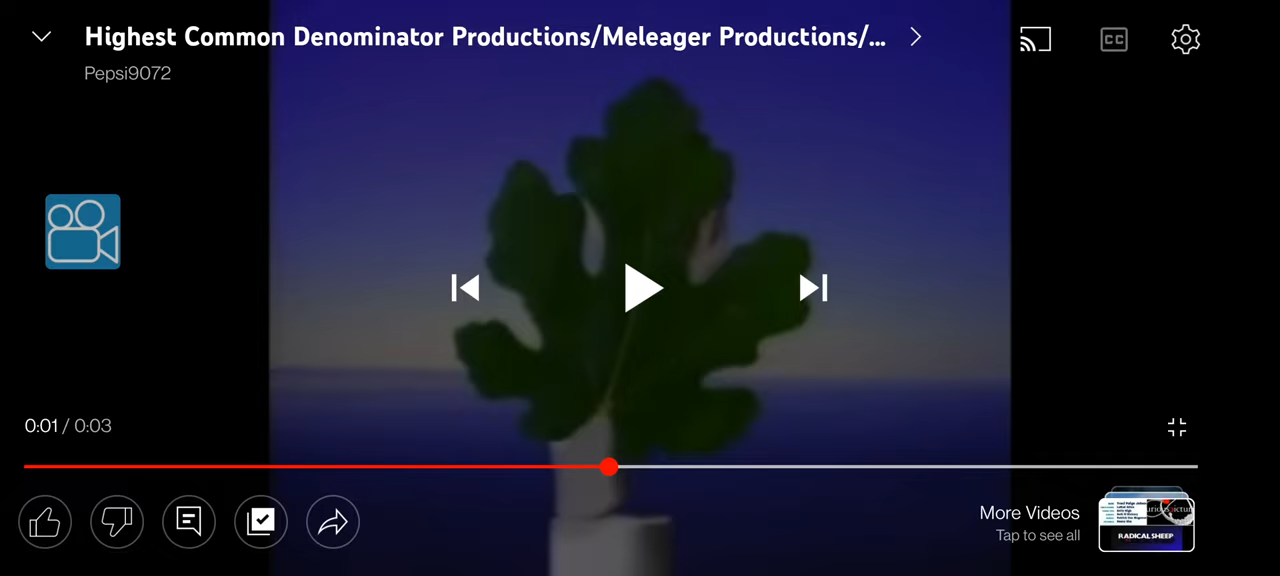 Highest Common Denominator Productions/Meleager Productions/...
CC
Pepsi9072
0:01 / 0:03
More Videos
Tap to see all
RADICAL SHEEP